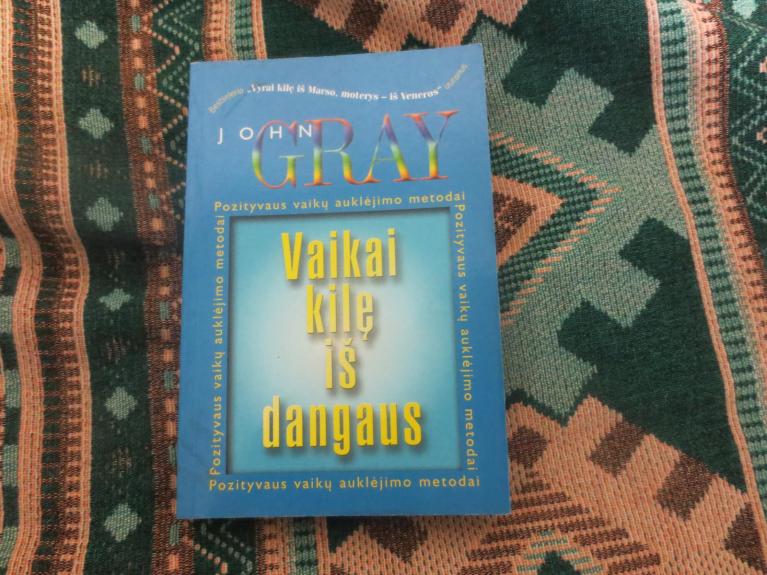 Bestselerio „Vyrai kilę iš Marso, moterys – iš Veneros“ autorius
JOHN
GRAY
Pozityvaus vaikų auklėjimo metodai
Pozityvaus vaikų auklėjimo metodai
Vaikai
kilę
iš
dangaus
Pozityvaus vaikų auklėjimo metodai
Pozityvaus vaikų auklėjimo metodai